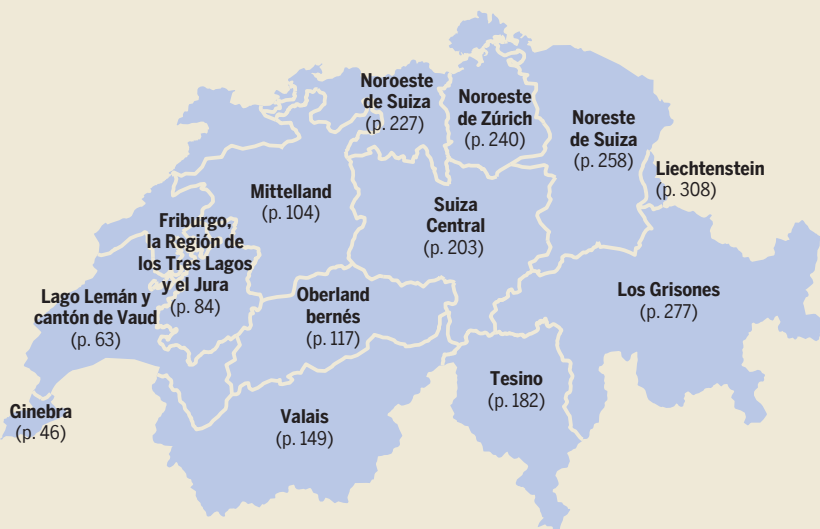 Noroeste
de Suiza
(p. 227)
Noroeste
de Zúrich
(p. 240)
Noreste
de Suiza
(p. 258)
Liechtenstein
(p. 308)
Mittelland
(p. 104)
Suiza
Central
(p. 203)
Friburgo,
la Región de
los Tres Lagos
y el Jura
(p. 84)
Lago Lemán y
cantón de Vaud
(p. 63)
Oberland
bernés
(p. 117)
Los Grisones
(p. 277)
Ginebra
(p. 46)
Valais
(p. 149)
Tesino
(p. 182)